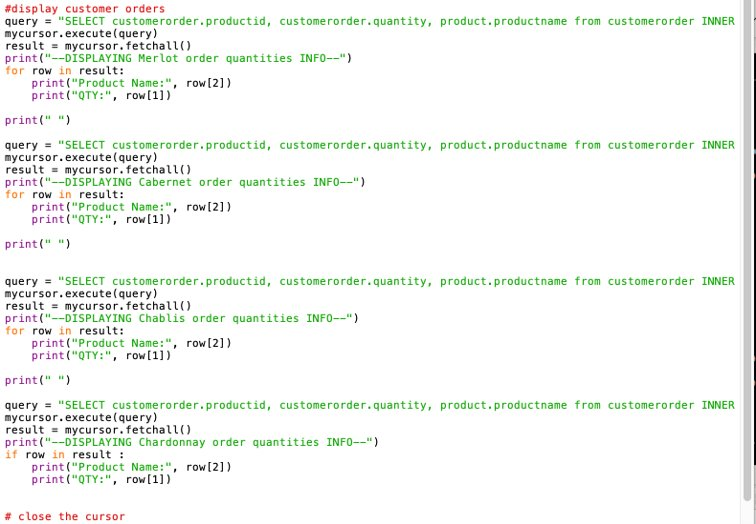 #display customer orders
query = "SELECT customerorder.productid, customerorder.quantity, product.productname from customerorder INNER
mycursor.execute(query)
result = mycursor.fetchall()
print("--DISPLAYING Merlot order quantities INFO--")
for row in result:
    print("Product Name:", row[2])
    print("QTY:", row[1])
print(" ")
query = "SELECT customerorder.productid, customerorder.quantity, product.productname from customerorder INNER
mycursor.execute(query)
result = mycursor.fetchall()
print("--DISPLAYING Cabernet order quantities INFO--")
for row in result:
    print("Product Name:", row[2])
    print("QTY:", row[1])
print(" ")
query = "SELECT customerorder.productid, customerorder.quantity, product.productname from customerorder INNER
mycursor.execute(query)
result = mycursor.fetchall()
print("--DISPLAYING Chablis order quantities INFO--")
for row in result:
    print("Product Name:", row[2])
    print("QTY:", row[1])
print(" ")
query = "SELECT customerorder.productid, customerorder.quantity, product.productname from customerorder INNER
mycursor.execute(query)
result = mycursor.fetchall()
print("--DISPLAYING Chardonnay order quantities INFO--")
if row in result :
    print("Product Name:", row[2])
    print("QTY:", row[1])
# close the cursor